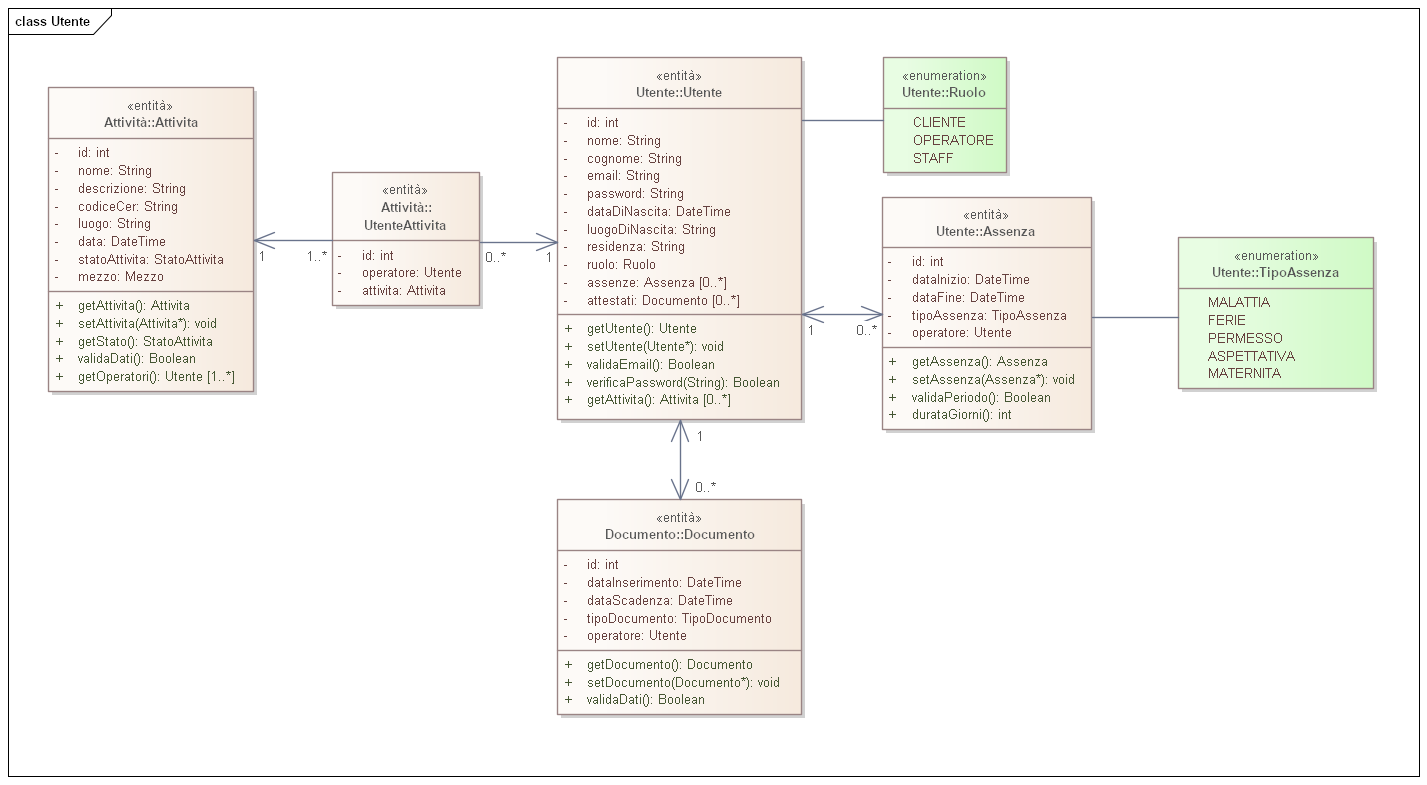 class Utente
«entità»
Attività::Attivita
- id: int
- nome: String
- descrizione: String
- codiceCer: String
- luogo: String
- data: DateTime
- statoAttivita: StatoAttivita
- mezzo: Mezzo
+ getAttivita(): Attivita
+ setAttivita(Attivita*): void
+ getStato(): StatoAttivita
+ validaDati(): Boolean
+ getOperatori(): Utente [1..*]
1
1..*
«entità»
Attività::
UtenteAttivita
- id: int
- operatore: Utente
- attivita: Attivita
0..*
1
«entità»
Utente::Utente
- id: int
- nome: String
- cognome: String
- email: String
- password: String
- dataDiNascita: DateTime
- luogoDiNascita: String
- residenza: String
- ruolo: Ruolo
- assenze: Assenza [0..*]
- attestati: Documento [0..*]
+ getUtente(): Utente
+ setUtente(Utente*): void
+ validaEmail(): Boolean
+ verificaPassword(String): Boolean
+ getAttivita(): Attivita [0..*]
«enumeration»
Utente::Ruolo
CLIENTE
OPERATORE
STAFF
1
0..*
«entità»
Utente::Assenza
- id: int
- dataInizio: DateTime
- dataFine: DateTime
- tipoAssenza: TipoAssenza
- operatore: Utente
+ getAssenza(): Assenza
+ setAssenza(Assenza*): void
+ validaPeriodo(): Boolean
+ durataGiorni(): int
«enumeration»
Utente::TipoAssenza
MALATTIA
FERIE
PERMESSO
ASPETTATIVA
MATERNITA
1
0..*
«entità»
Documento::Documento
- id: int
- dataInserimento: DateTime
- dataScadenza: DateTime
- tipoDocumento: TipoDocumento
- operatore: Utente
+ getDocumento(): Documento
+ setDocumento(Documento*): void
+ validaDati(): Boolean